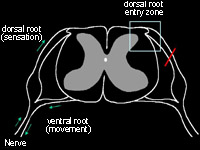 dorsal root
entry zone
dorsal root
(sensation)
ventral root
(movement)
Nerve